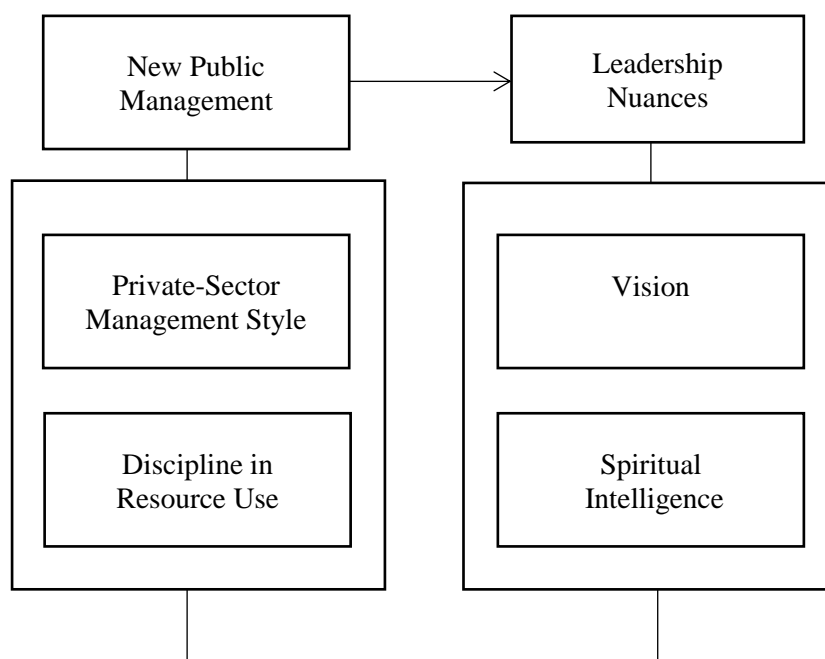 New Public
Management
Leadership
Nuances
Private-Sector
Management Style
Vision
Discipline in
Resource Use
Spiritual
Intelligence